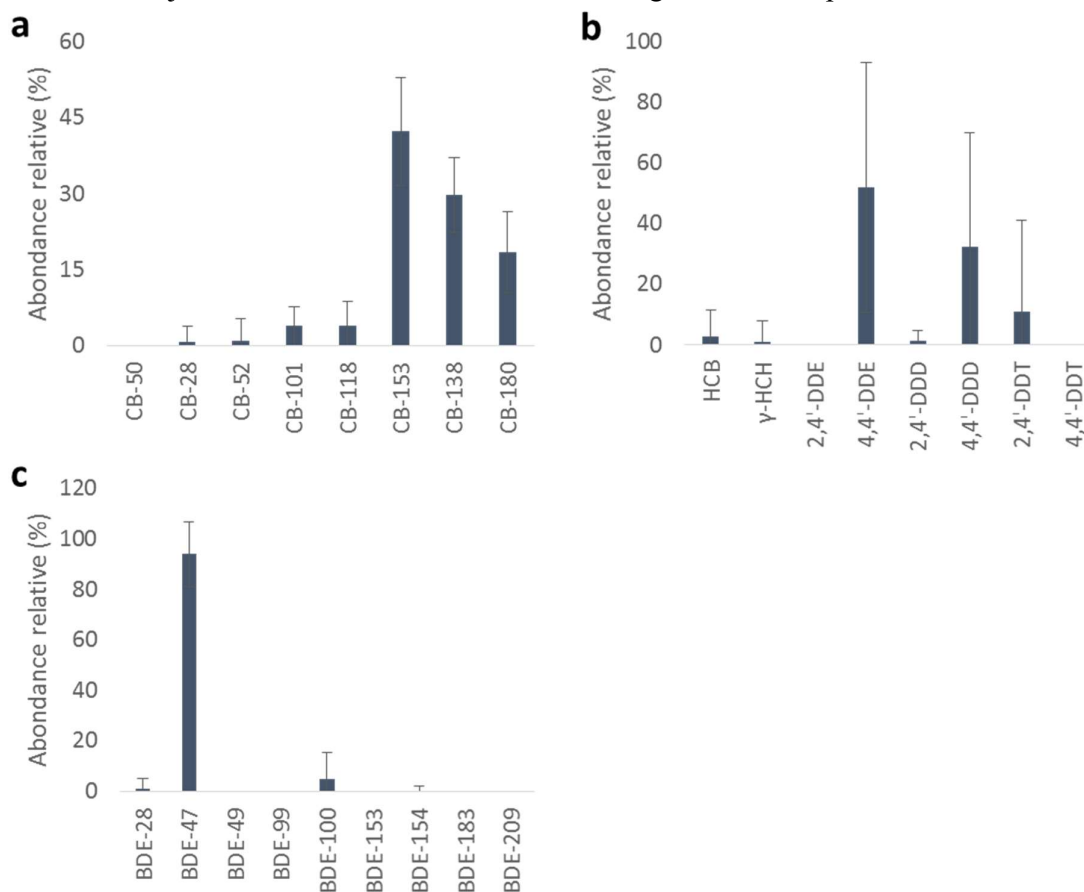 a
60
45
30
15
0
Abondance relative (%)
CB-50
CB-28
CB-52
CB-101
CB-118
CB-153
CB-138
CB-180
b
100
80
60
40
20
0
Abondance relative (%)
HCB
γ-HCH
2,4'-DDE
4,4'-DDE
2,4'-DDD
4,4'-DDD
2,4'-DDT
4,4'-DDT
c
120
100
80
60
40
20
0
Abondance relative (%)
BDE-28
BDE-47
BDE-49
BDE-99
BDE-100
BDE-153
BDE-154
BDE-183
BDE-209